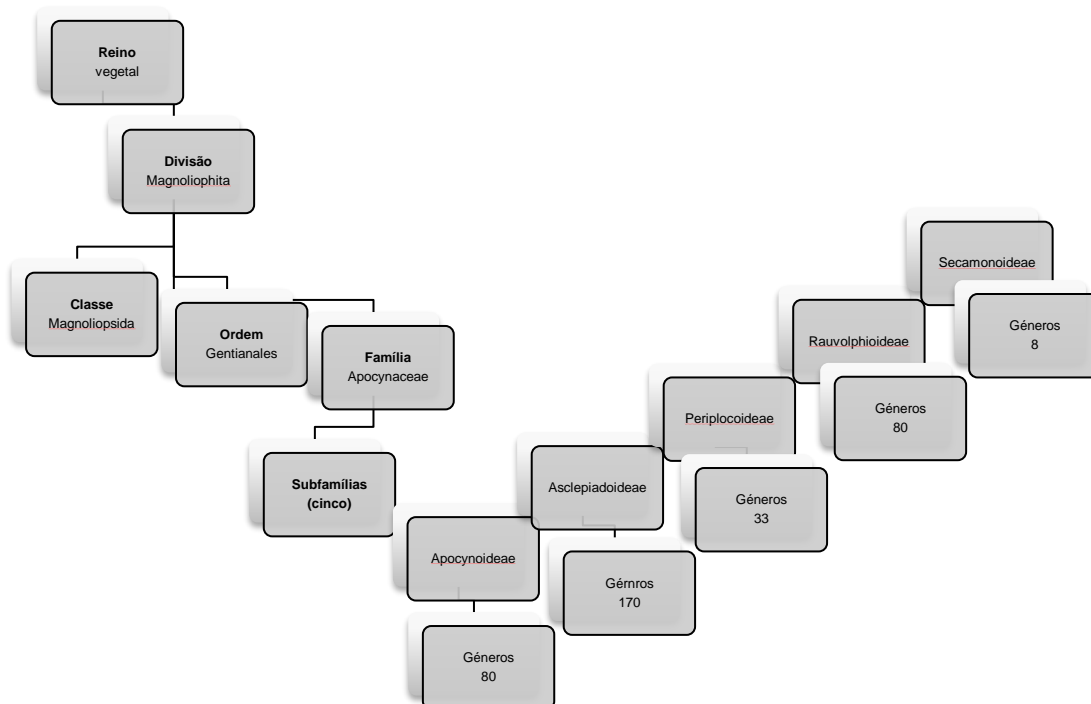 Reino
vegetal
Divisão
Magnoliophita
Classe
Magnoliopsida
Ordem
Gentianales
Família
Apocynaceae
Subfamílias
(cinco)
Apocynoideae
Géneros
80
Asclepiadoideae
Gérnros
170
Periplocoideae
Géneros
33
Rauvolphioideae
Géneros
80
Secamonoideae
Géneros
8